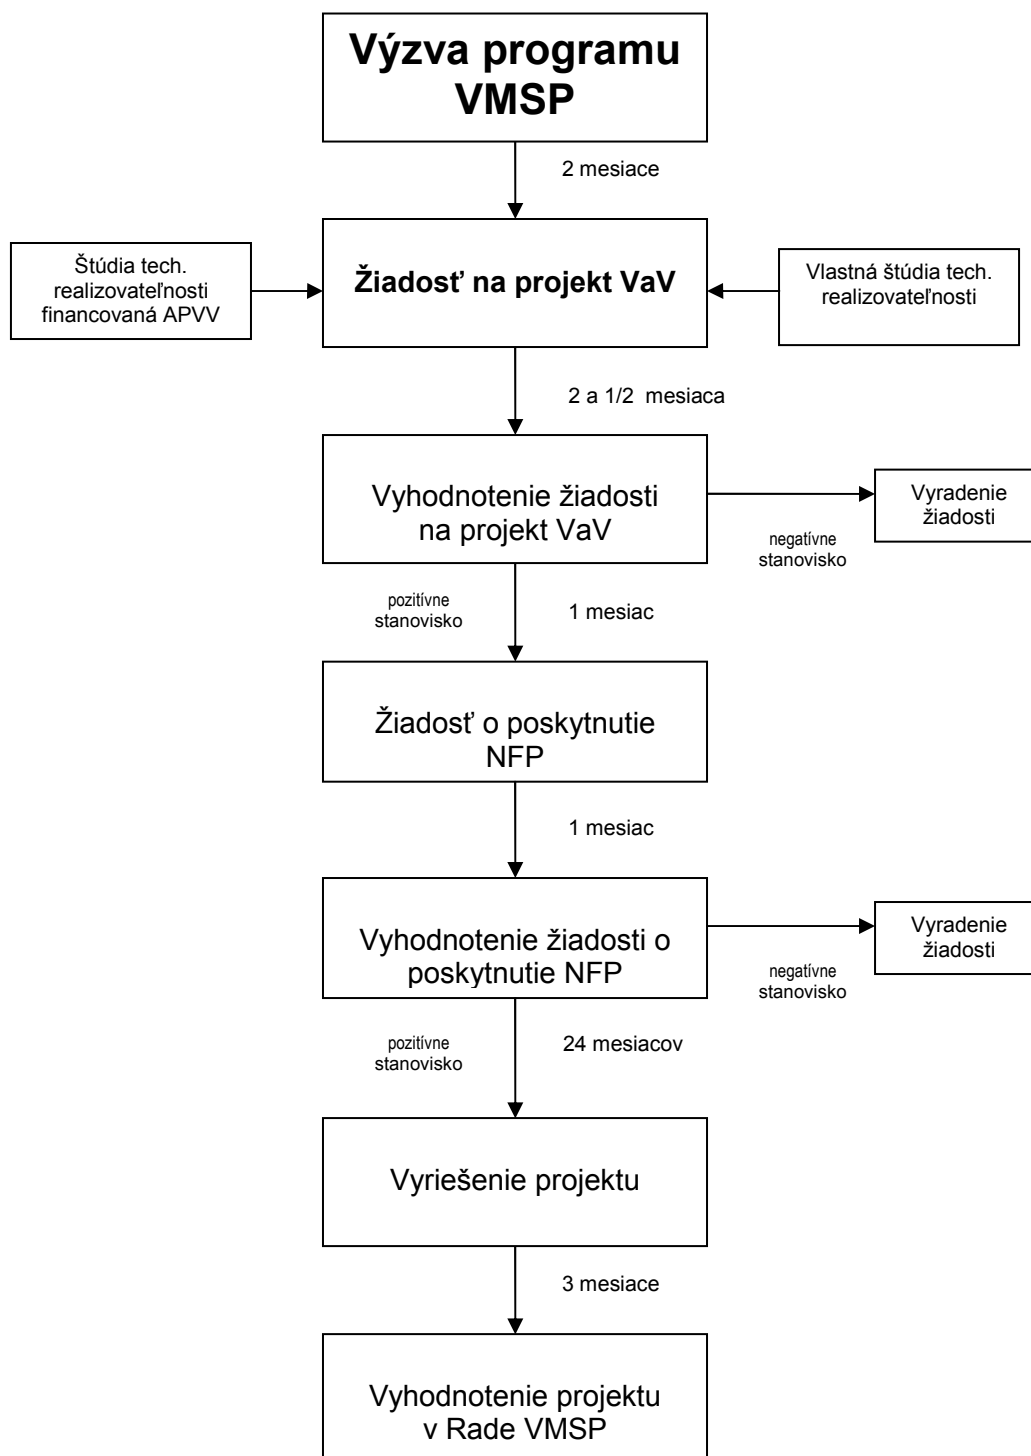 Výzva programu
VMSP
2 mesiace
Štúdia tech.
realizovateľnosti
financovaná APVV
Žiadosť na projekt VaV
Vlastná štúdia tech.
realizovateľnosti
2 a 1/2 mesiaca
Vyhodnotenie žiadosti
na projekt VaV
negatívne
stanovisko
Vyradenie
žiadosti
pozitívne
stanovisko
1 mesiac
Žiadosť o poskytnutie
NFP
1 mesiac
Vyhodnotenie žiadosti o
poskytnutie NFP
negatívne
stanovisko
Vyradenie
žiadosti
pozitívne
stanovisko
24 mesiacov
Vyriešenie projektu
3 mesiace
Vyhodnotenie projektu
v Rade VMSP